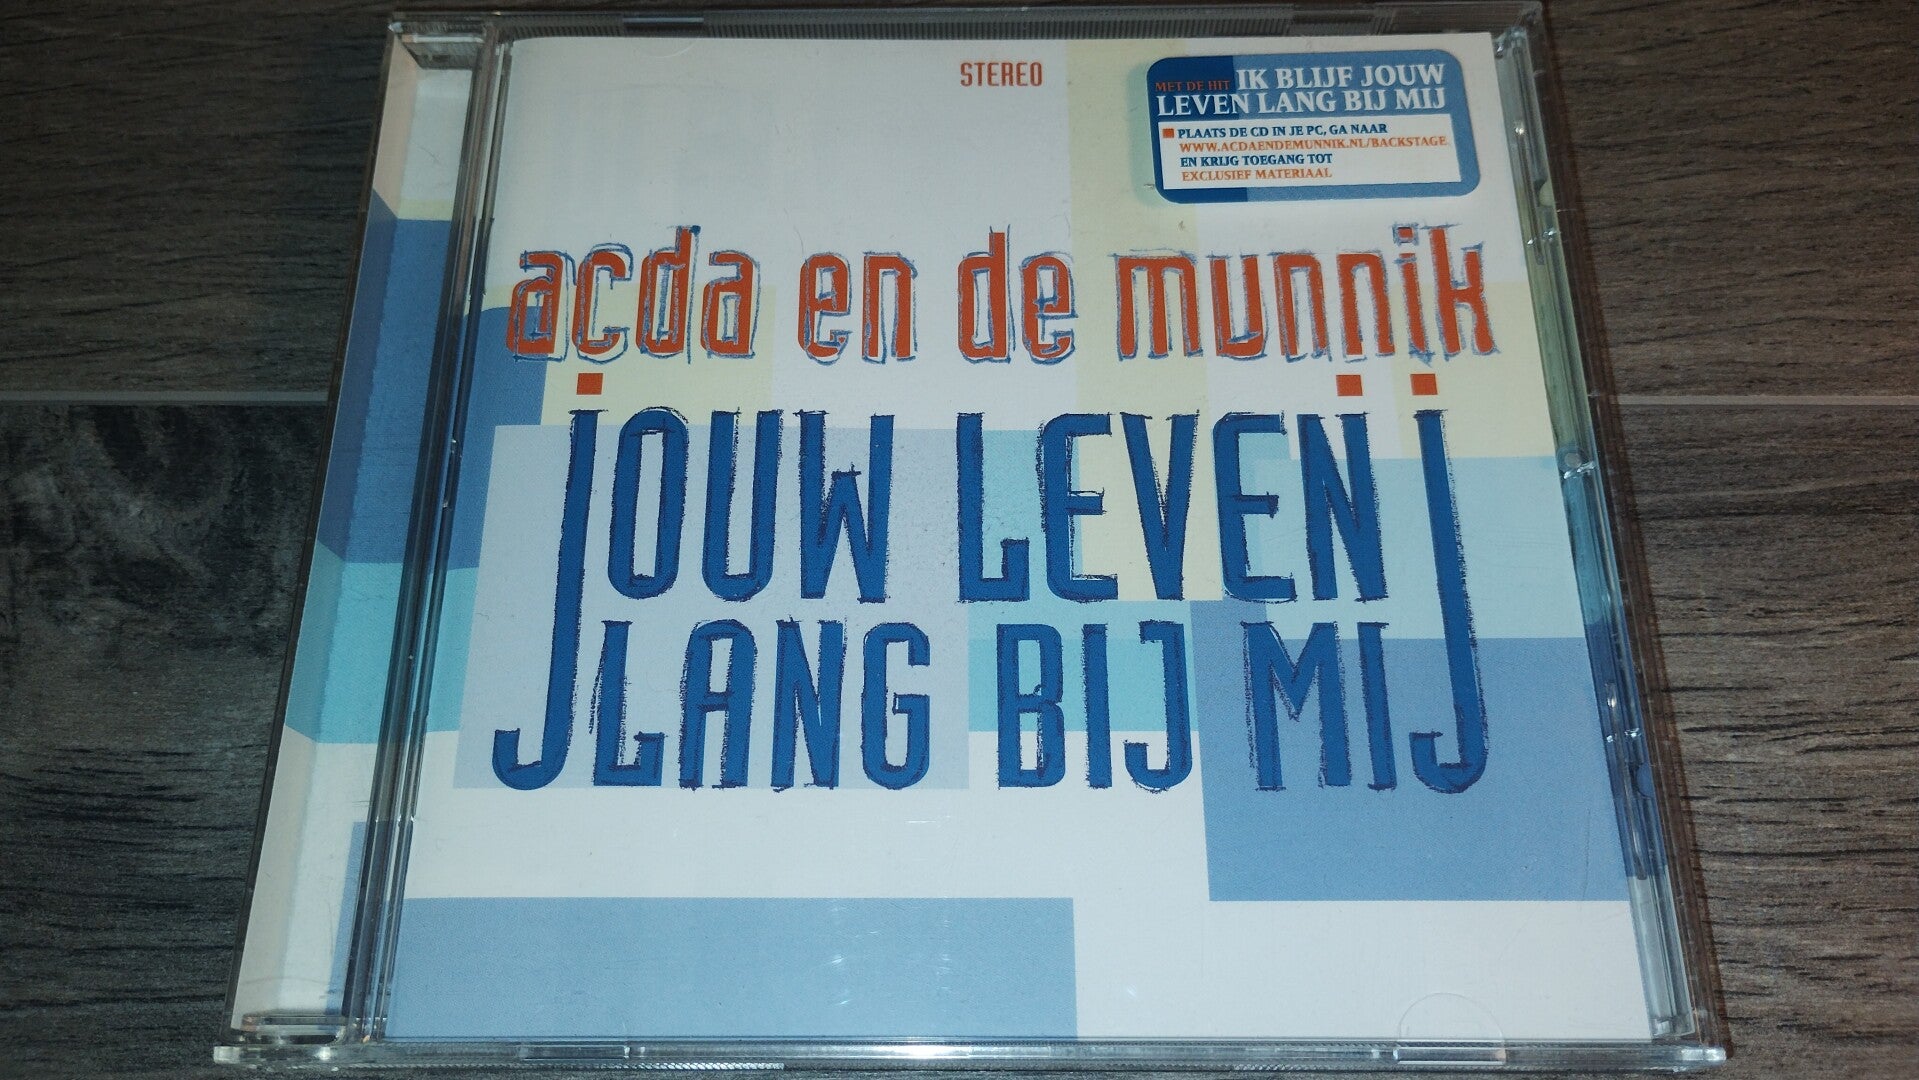 STEREO
MET DE HIT IK BLIJF JOUW
LEVEN LANG BIJ MIJ
PLAATS DE CD IN JE PC, GA NAAR
WWW.ACDAENDEMUNNIK.NL/BACKSTAGE
EN KRIJG TOEGANG TOT
EXCLUSIEF MATERIAAL
acda en de munnik
JOUW LEVEN
LANG BIJ MIJ